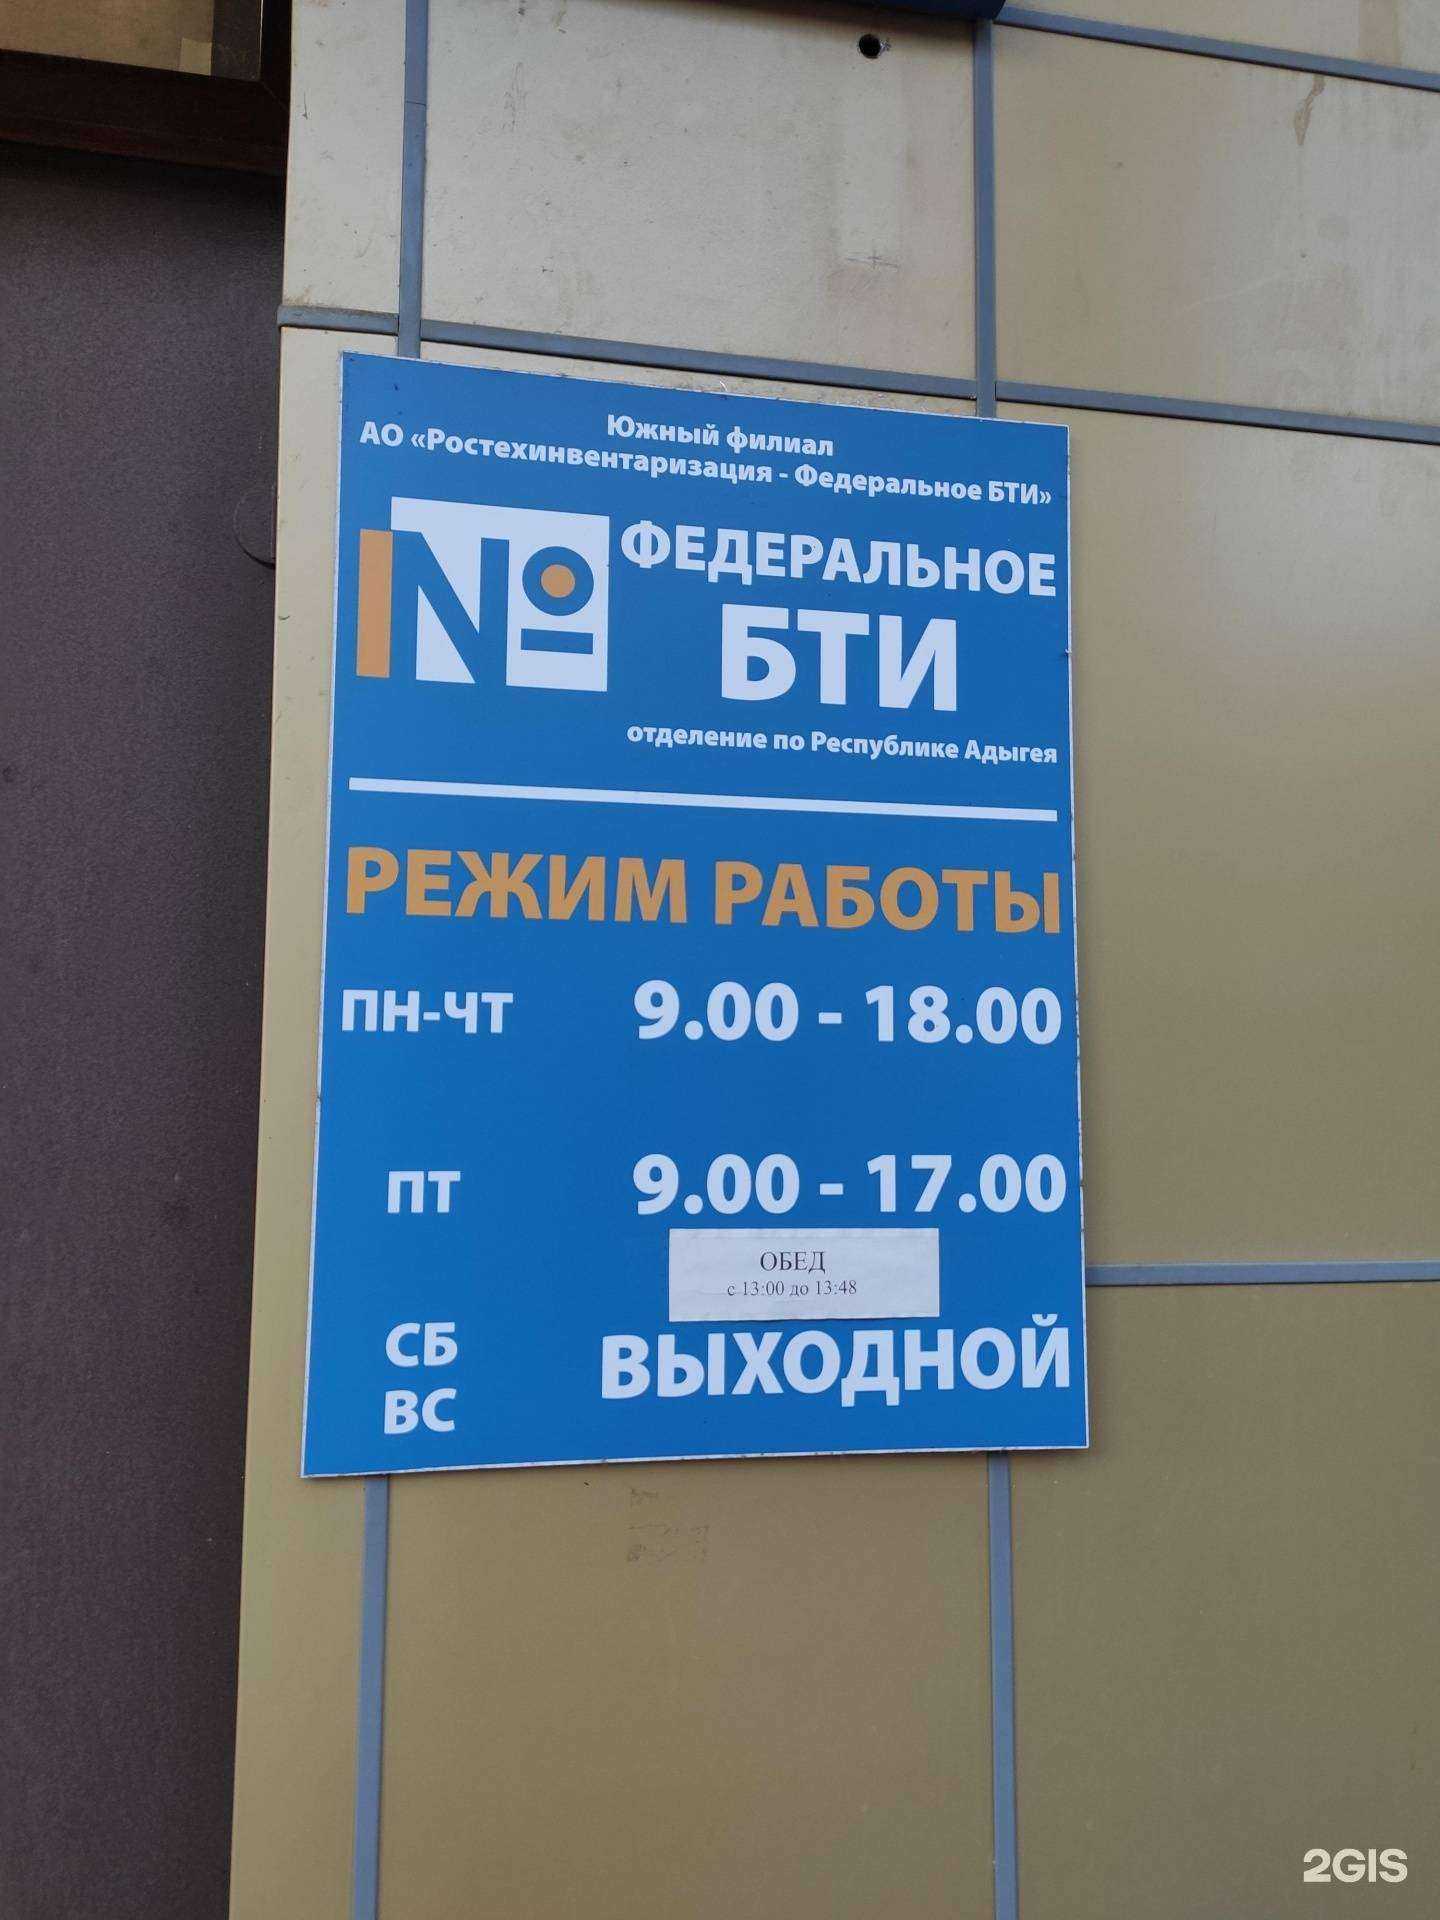 Южный филиал
АО «Ростехинвентаризация - Федеральное БТИ»
№ ФЕДЕРАЛЬНОЕ
БТИ
отделение по Республике Адыгея
РЕЖИМ РАБОТЫ
ПН-ЧТ 9.00 - 18.00
ПТ 9.00 - 17.00
ОБЕД
с 13:00 до 13:48
СБ ВЫХОДНОЙ
ВС
2GIS